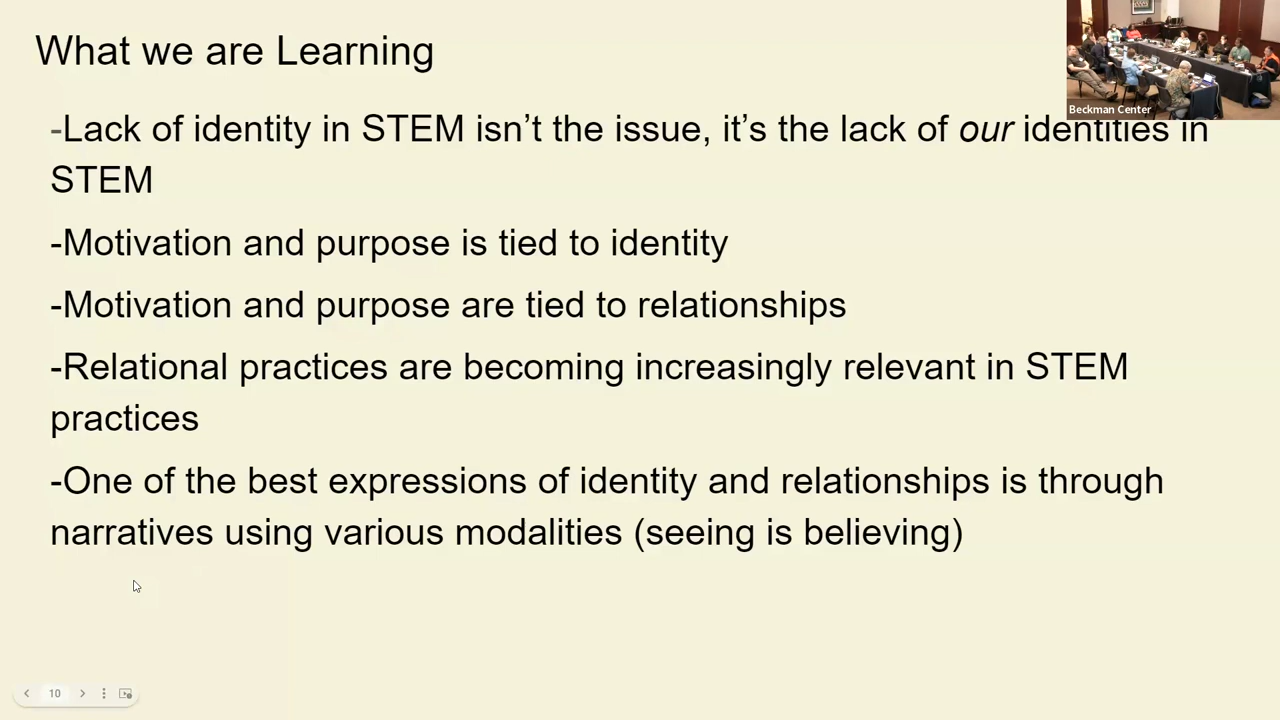 What we are Learning
Beckman Center
-Lack of identity in STEM isn't the issue, it's the lack of our identities in
STEM
-Motivation and purpose is tied to identity
-Motivation and purpose are tied to relationships
-Relational practices are becoming increasingly relevant in STEM
practices
-One of the best expressions of identity and relationships is through
narratives using various modalities (seeing is believing)
10